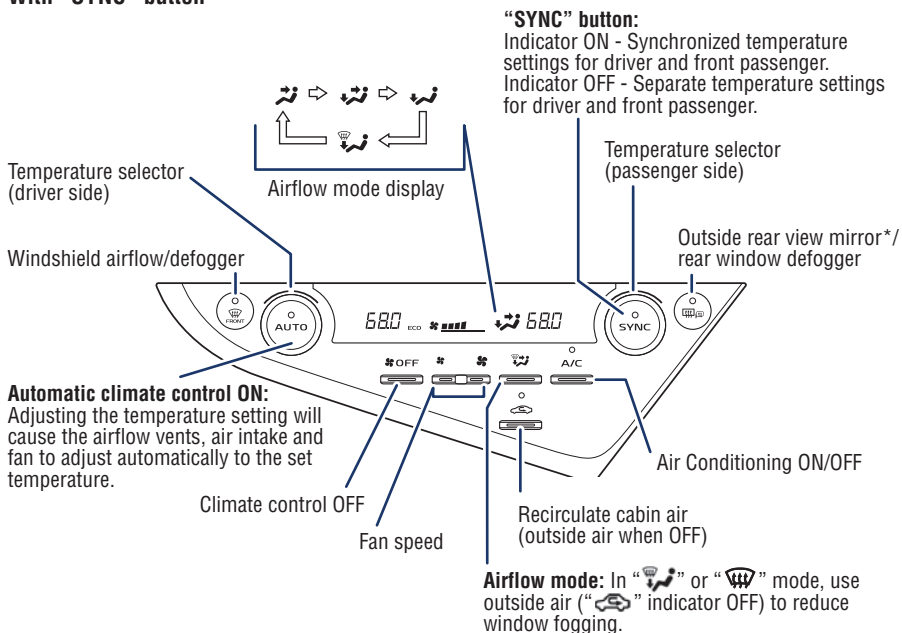 With "SYNC" button
“SYNC” button:
Indicator ON - Synchronized temperature
settings for driver and front passenger.
Indicator OFF - Separate temperature settings
for driver and front passenger.
Airflow mode display
Temperature selector
(driver side)
Temperature selector
(passenger side)
Windshield airflow/defogger
Outside rear view mirror*/
rear window defogger
FRONT
AUTO
68.0 ECO 68.0
SYNC
OFF
A/C
Automatic climate control ON:
Adjusting the temperature setting will
cause the airflow vents, air intake and
fan to adjust automatically to the set
temperature.
Climate control OFF
Fan speed
Air Conditioning ON/OFF
Recirculate cabin air
(outside air when OFF)
Airflow mode: In “ ” or “ ” mode, use
outside air (“ ” indicator OFF) to reduce
window fogging.